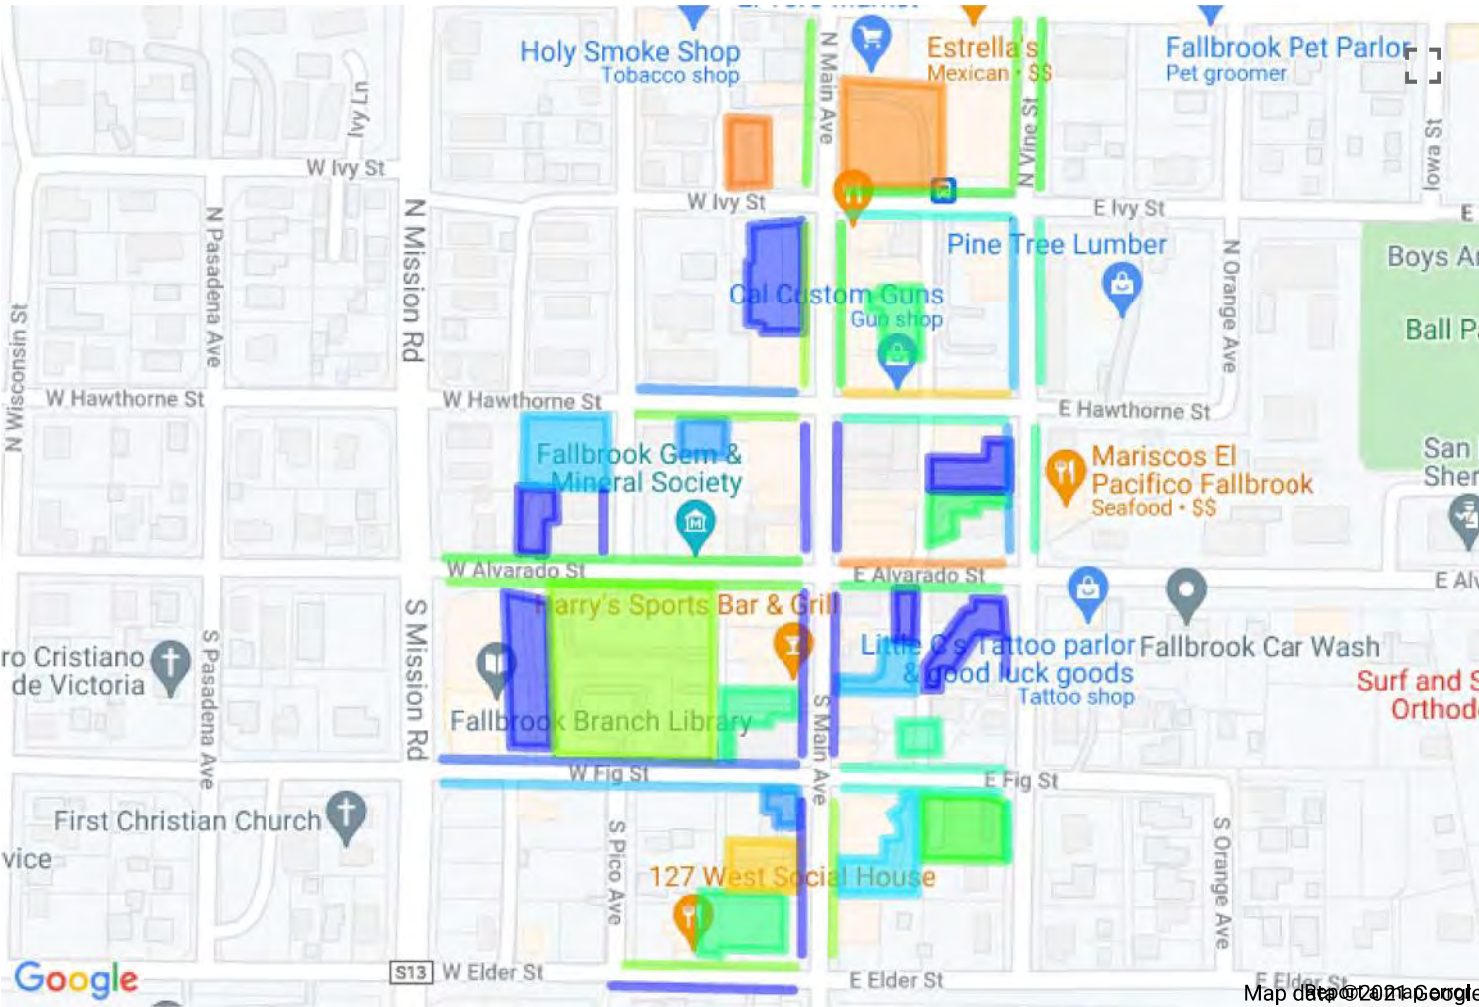 Holy Smoke Shop
Tobacco shop
N Main Ave
Estrella's
Mexican • $$
N Vine St
Fallbrook Pet Parlor
Pet groomer
Iowa St
Ivy Ln
W Ivy St
W Ivy St
E Ivy St
E
N Pasadena Ave
N Mission Rd
N Wisconsin St
Pine Tree Lumber
N Orange Ave
Boys A
Ball P
Cal Custom Guns
Gun shop
W Hawthorne St
W Hawthorne St
E Hawthorne St
Fallbrook Gem &
Mineral Society
Mariscos El
Pacifico Fallbrook
Seafood • $$
San
Sher
W Alvarado St
E Alvarado St
E Alv
Harry's Sports Bar & Grill
S Mission Rd
S Pasadena Ave
ro Cristiano
de Victoria
Little C's Tattoo parlor
& good luck goods
Tattoo shop
Fallbrook Car Wash
Surf and S
Orthod
Fallbrook Branch Library
S Main Ave
W Fig St
E Fig St
First Christian Church
vice
S Pico Ave
127 West Social House
S Orange Ave
Google
S13
W Elder St
E Elder St
E Elder St
Map data ©2021 Google